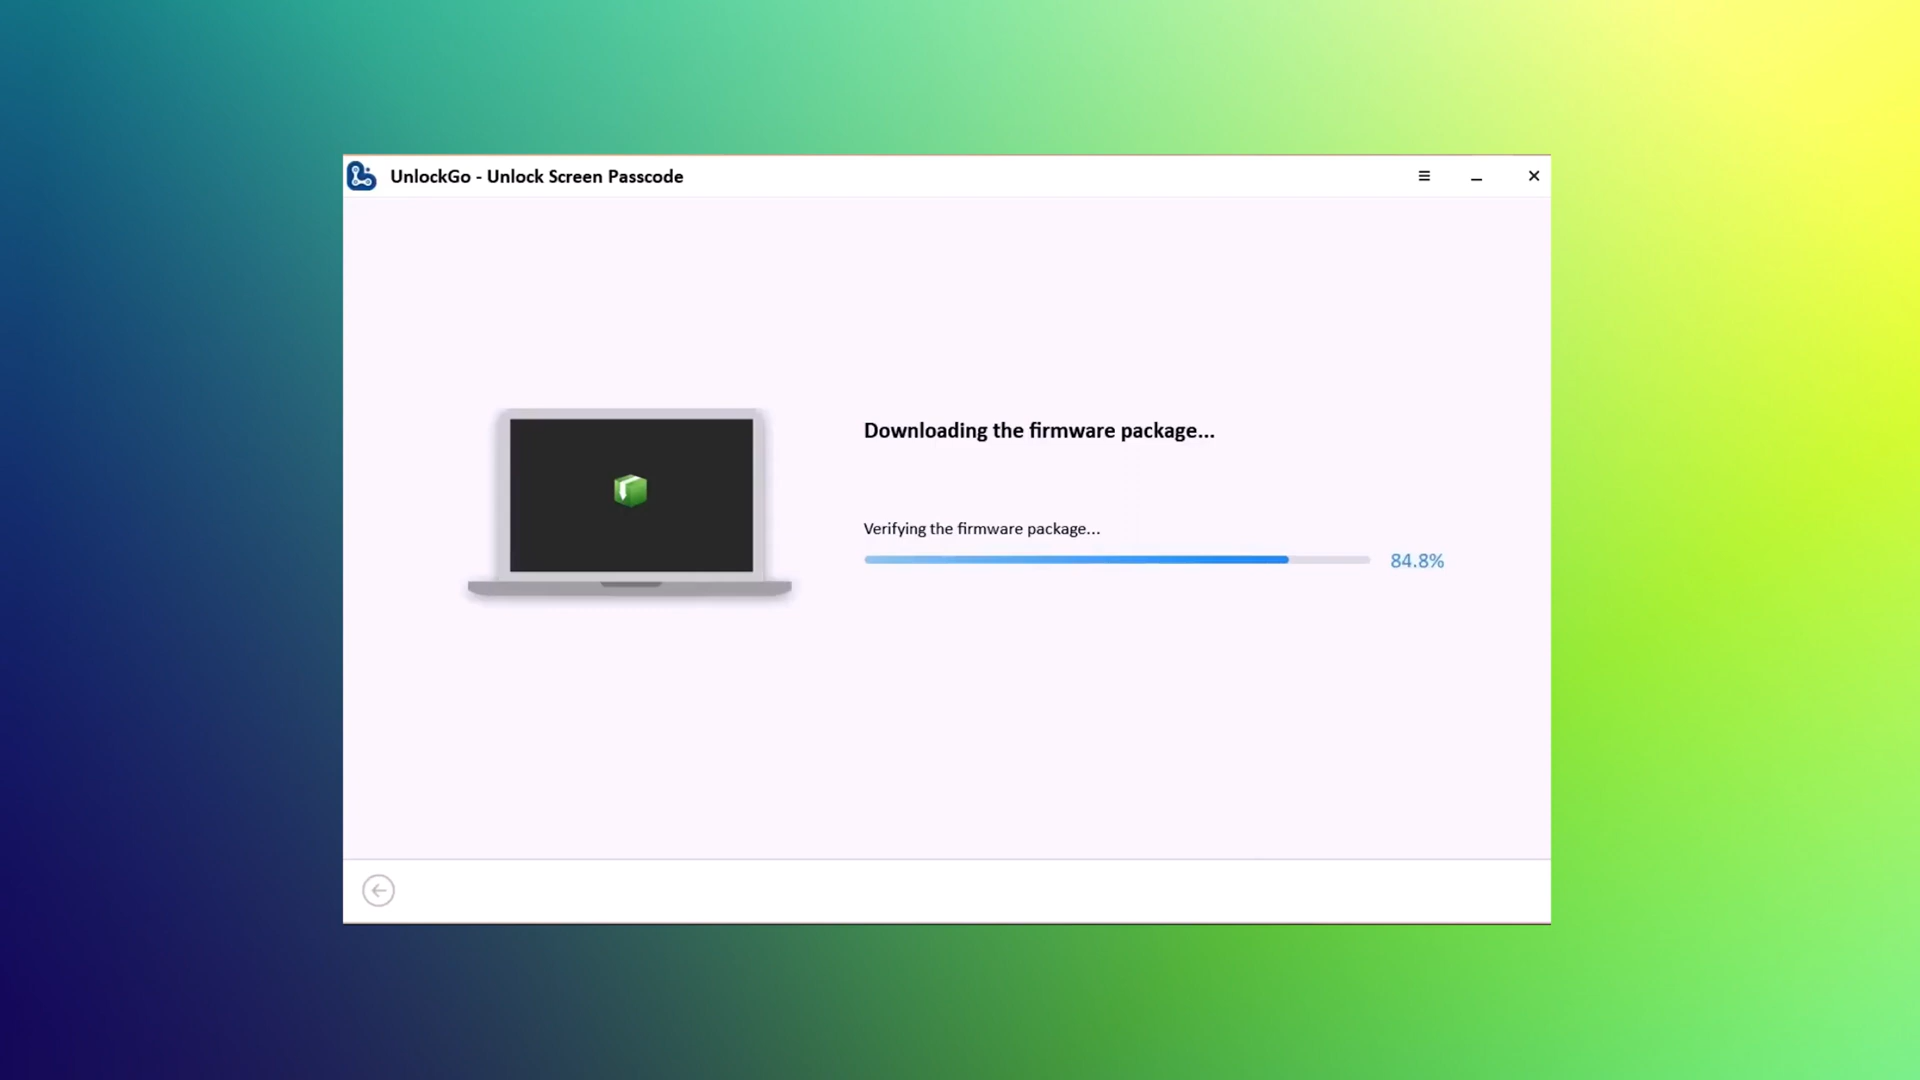 UnlockGo - Unlock Screen Passcode
Downloading the firmware package...
Verifying the firmware package...
84.8%